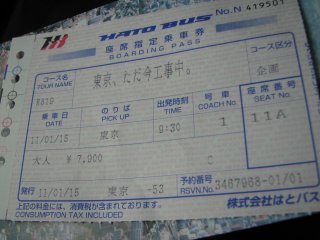 HATO BUS No.N 419501
座席指定乗車券
BOARDING PASS
コース名 TOUR NAME 東京、ただ今工事中。 コース区分
R819 企画
乗車日 DATE のりば PICK UP 出発時刻 TIME 号車 COACH No. 座席番号 SEAT No.
11/01/15 東京 9:30 1 11A
大人 ¥7,900 C
発行 11/01/15 東京 -53 予約番号 RSVN.No. 3467968-01/01
上記の料金には、消費税が含まれております。
CONSUMPTION TAX INCLUDED 株式会社はとバス